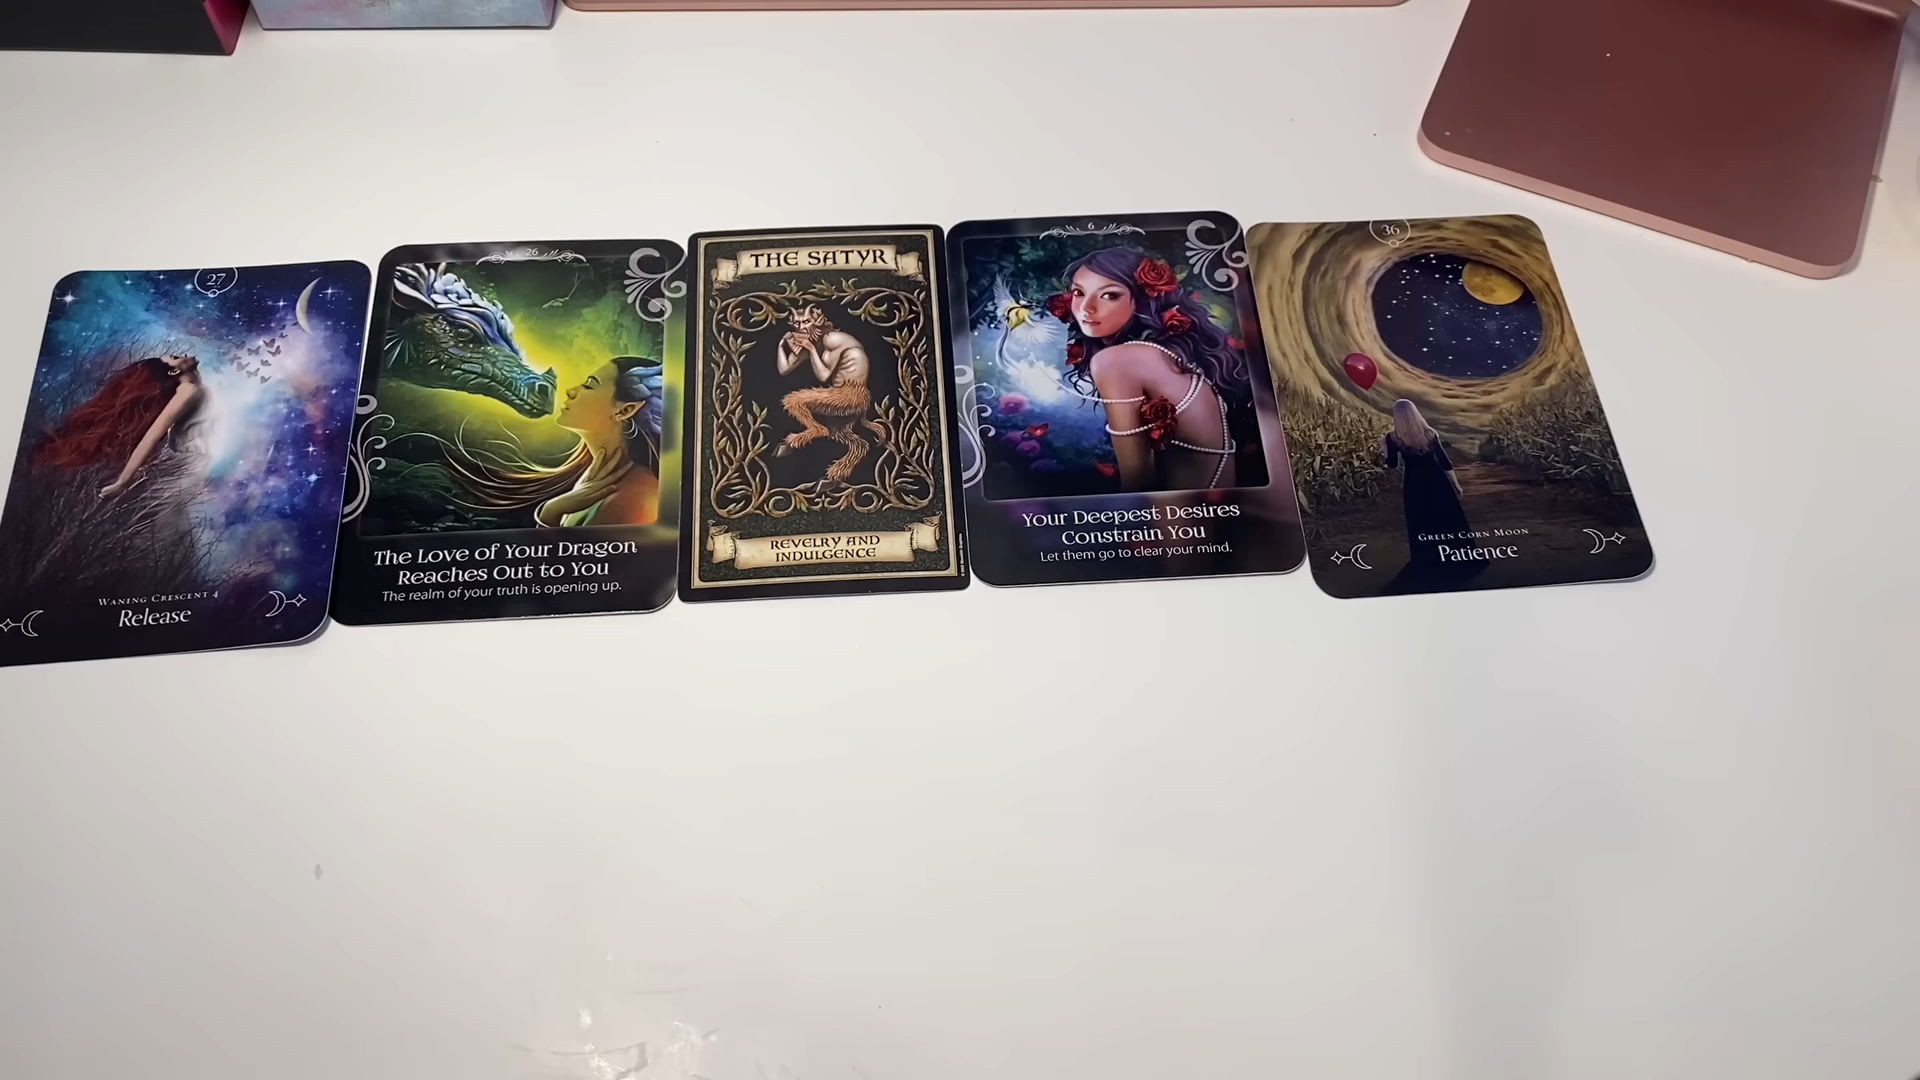 27
WANING CRESCENT 4
Release
26
The Love of Your Dragon
Reaches Out to You
The realm of your truth is opening up.
THE SATYR
REVELRY AND
INDULGENCE
6
Your Deepest Desires
Constrain You
Let them go to clear your mind.
36
GREEN CORN MOON
Patience